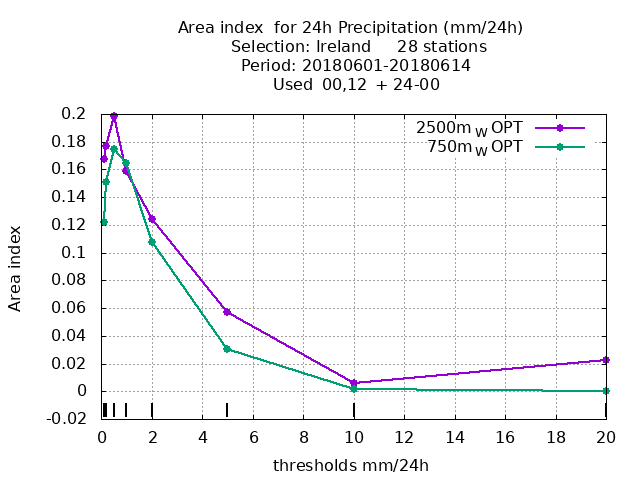 Area index  for 24h Precipitation (mm/24h)
Selection: Ireland     28 stations
Period: 20180601-20180614
Used  00,12  + 24-00
2500m W OPT
750m W OPT
0.2
0.18
0.16
0.14
0.12
0.1
0.08
0.06
0.04
0.02
0
-0.02
Area index
0 2 4 6 8 10 12 14 16 18 20
thresholds mm/24h